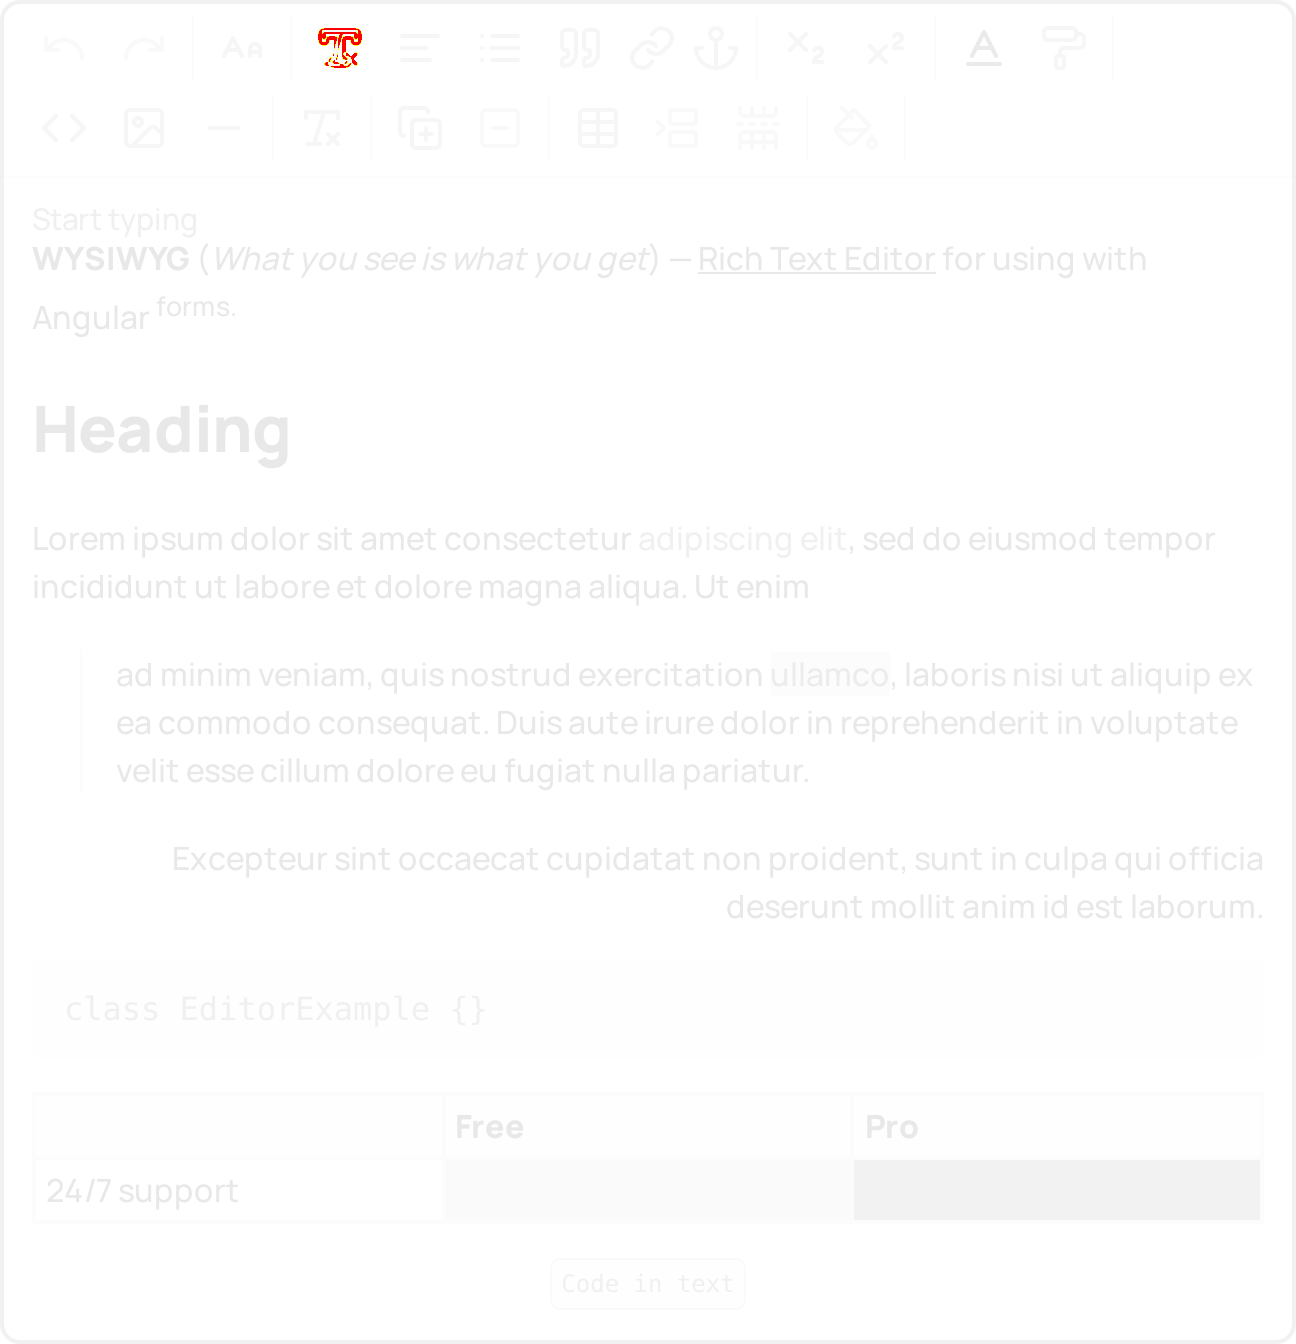 Start typing
WYSIWYG (What you see is what you get) — Rich Text Editor for using with
Angular forms.
Heading
Lorem ipsum dolor sit amet consectetur adipiscing elit, sed do eiusmod tempor
incididunt ut labore et dolore magna aliqua. Ut enim
ad minim veniam, quis nostrud exercitation ullamco, laboris nisi ut aliquip ex
ea commodo consequat. Duis aute irure dolor in reprehenderit in voluptate
velit esse cillum dolore eu fugiat nulla pariatur.
Excepteur sint occaecat cupidatat non proident, sunt in culpa qui officia
deserunt mollit anim id est laborum.
class EditorExample {}
Free Pro
24/7 support
Code in text